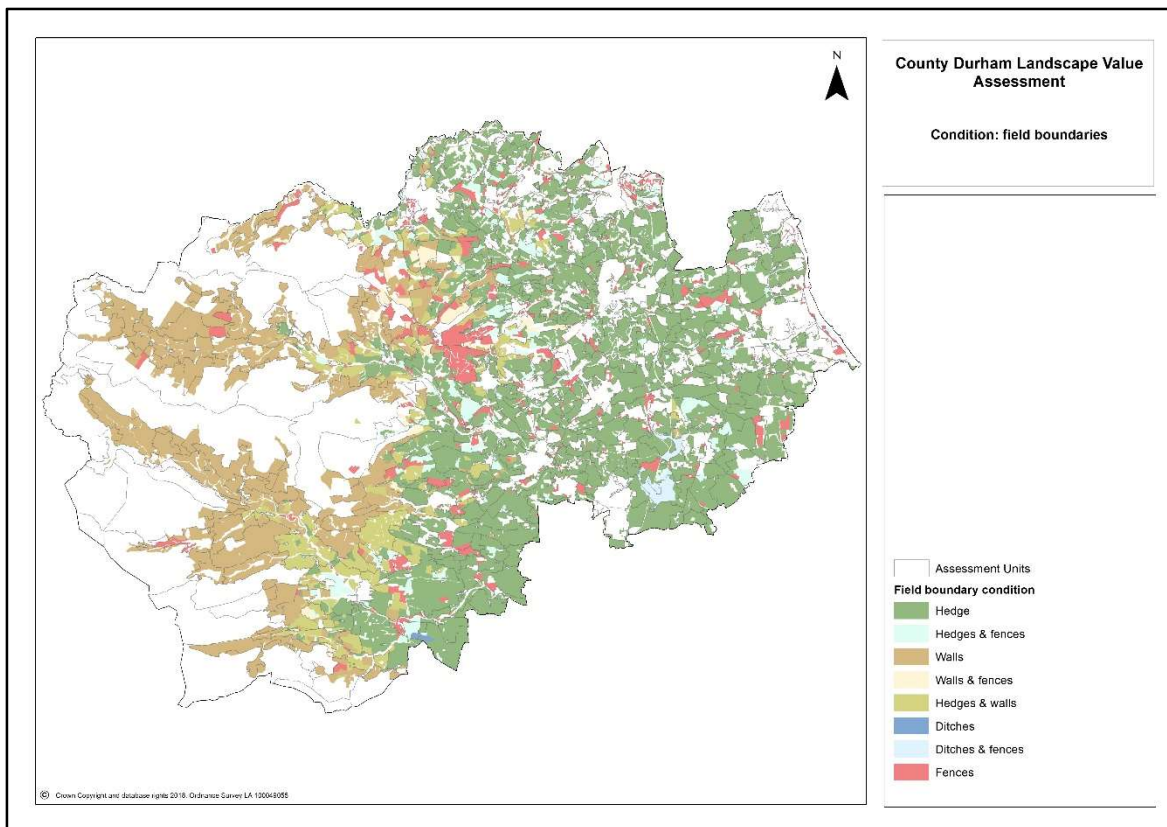 County Durham Landscape Value
Assessment
Condition: field boundaries
N
Assessment Units
Field boundary condition
Hedge
Hedges & fences
Walls
Walls & fences
Hedges & walls
Ditches
Ditches & fences
Fences
© Crown Copyright and database rights 2018. Ordnance Survey LA 100049055